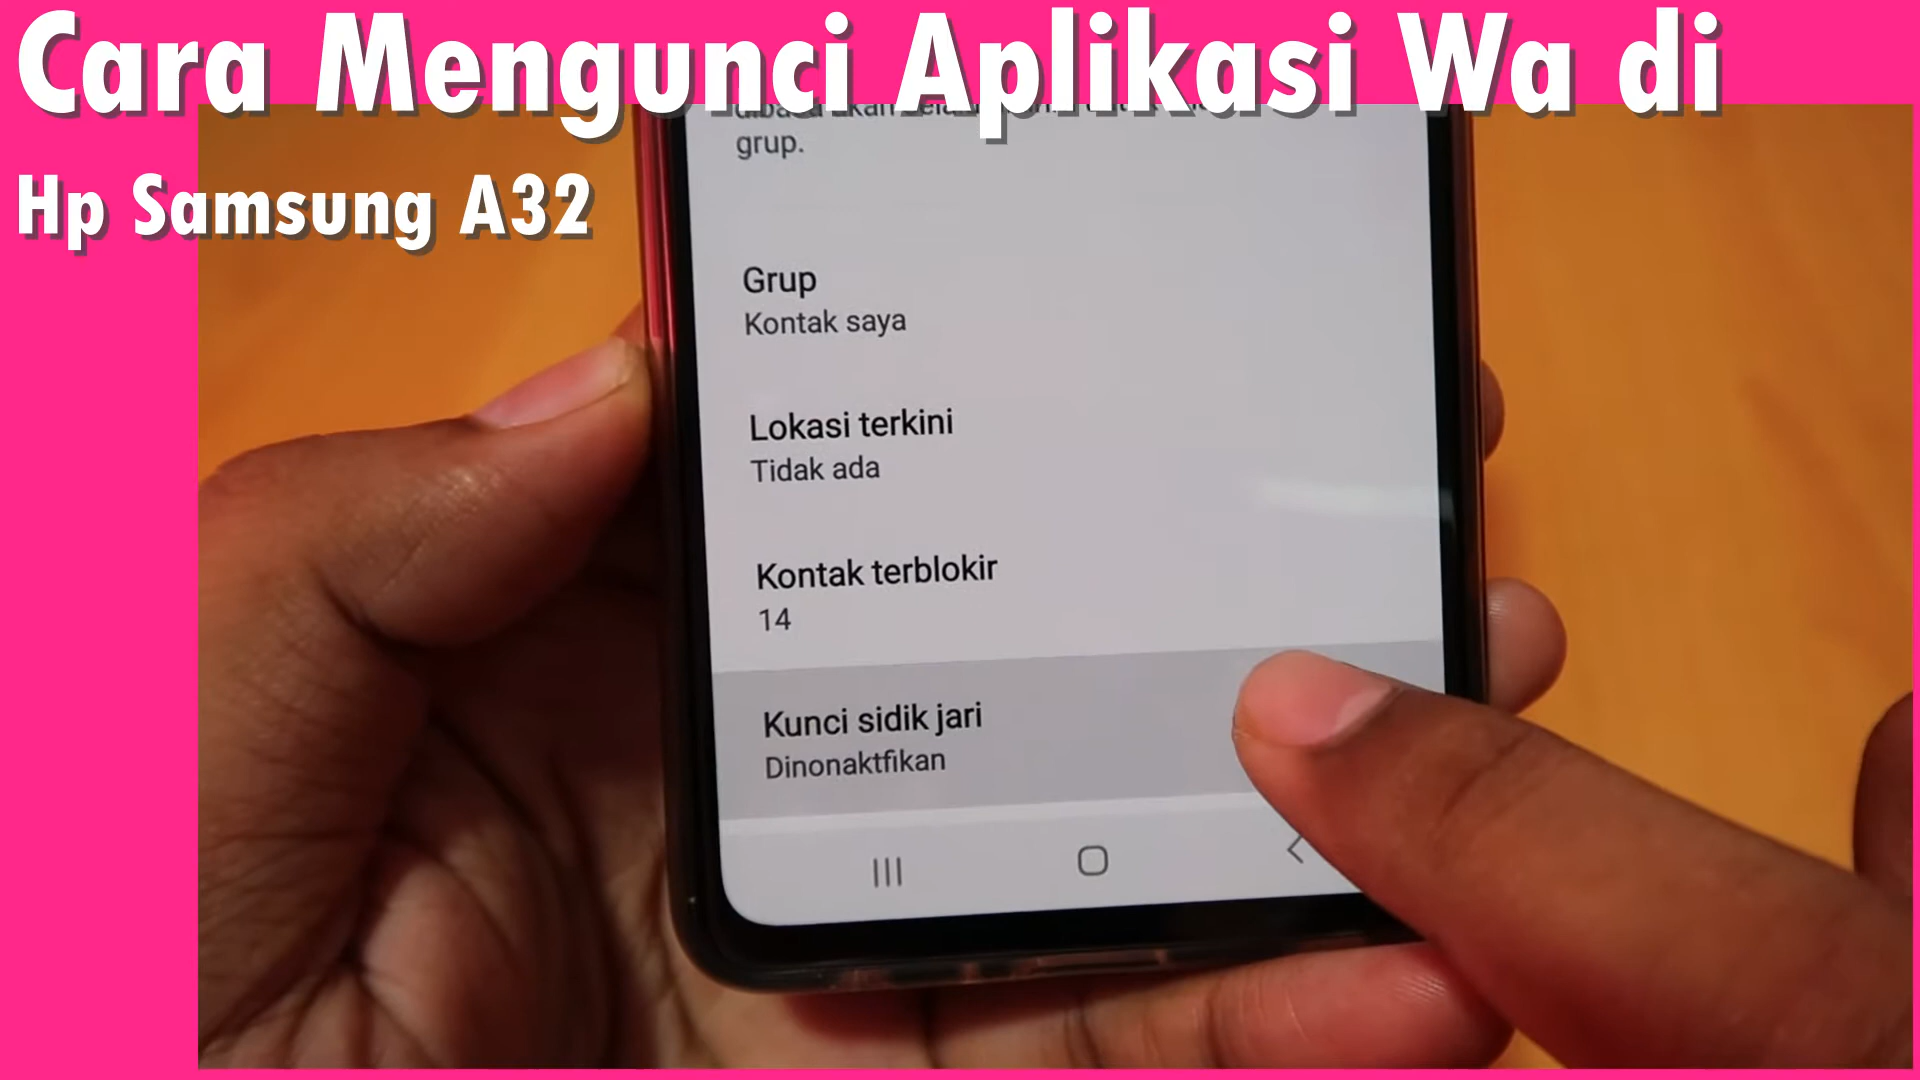 Cara Mengunci Aplikasi Wa di
Hp Samsung A32
grup.
Grup
Kontak saya
Lokasi terkini
Tidak ada
Kontak terblokir
14
Kunci sidik jari
Dinonaktfikan